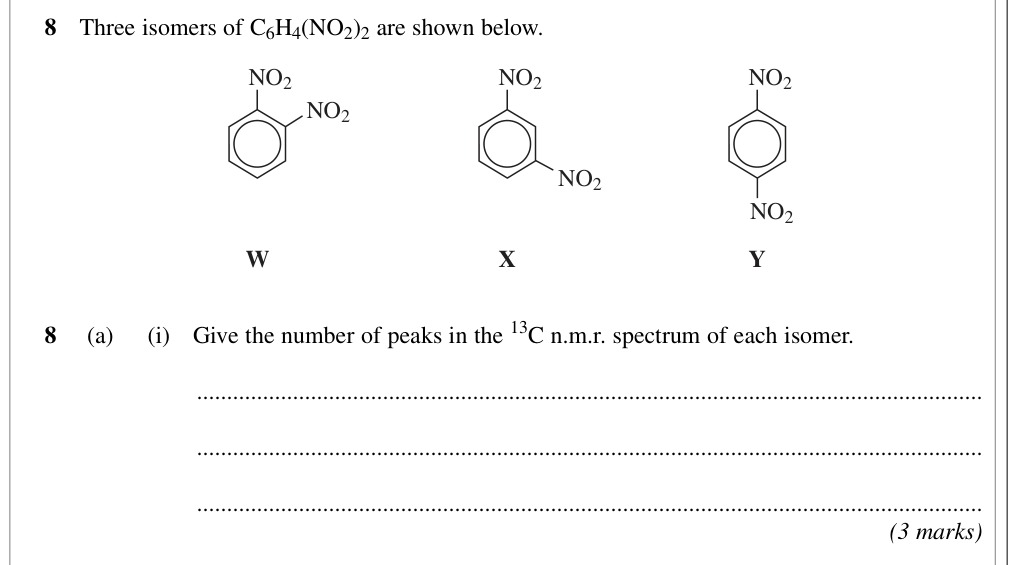 8 Three isomers of C₆H₄(NO₂)₂ are shown below.
NO₂ NO₂ NO₂
NO₂
NO₂
NO₂
W X Y
8 (a) (i) Give the number of peaks in the ¹³C n.m.r. spectrum of each isomer.
................................................................................
................................................................................
................................................................................
(3 marks)